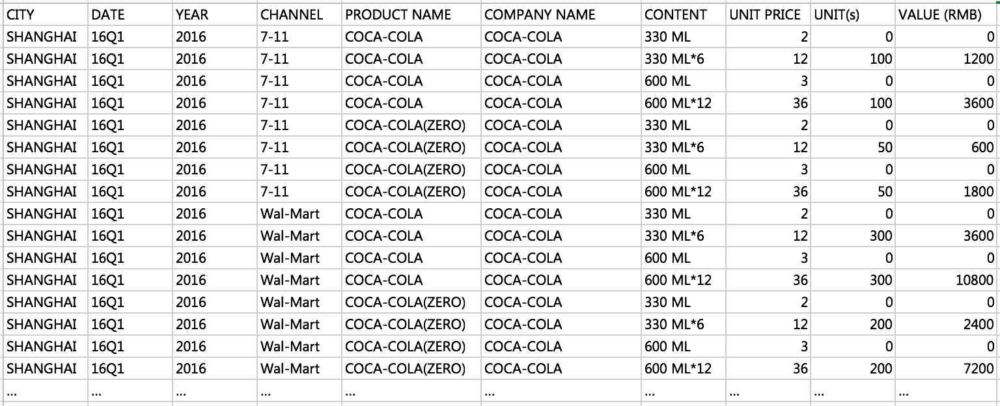 CITY DATE YEAR CHANNEL PRODUCT NAME COMPANY NAME CONTENT UNIT PRICE UNIT(s) VALUE (RMB)
SHANGHAI 16Q1 2016 7-11 COCA-COLA COCA-COLA 330 ML 2 0 0
SHANGHAI 16Q1 2016 7-11 COCA-COLA COCA-COLA 330 ML*6 12 100 1200
SHANGHAI 16Q1 2016 7-11 COCA-COLA COCA-COLA 600 ML 3 0 0
SHANGHAI 16Q1 2016 7-11 COCA-COLA COCA-COLA 600 ML*12 36 100 3600
SHANGHAI 16Q1 2016 7-11 COCA-COLA(ZERO) COCA-COLA 330 ML 2 0 0
SHANGHAI 16Q1 2016 7-11 COCA-COLA(ZERO) COCA-COLA 330 ML*6 12 50 600
SHANGHAI 16Q1 2016 7-11 COCA-COLA(ZERO) COCA-COLA 600 ML 3 0 0
SHANGHAI 16Q1 2016 7-11 COCA-COLA(ZERO) COCA-COLA 600 ML*12 36 50 1800
SHANGHAI 16Q1 2016 Wal-Mart COCA-COLA COCA-COLA 330 ML 2 0 0
SHANGHAI 16Q1 2016 Wal-Mart COCA-COLA COCA-COLA 330 ML*6 12 300 3600
SHANGHAI 16Q1 2016 Wal-Mart COCA-COLA COCA-COLA 600 ML 3 0 0
SHANGHAI 16Q1 2016 Wal-Mart COCA-COLA COCA-COLA 600 ML*12 36 300 10800
SHANGHAI 16Q1 2016 Wal-Mart COCA-COLA(ZERO) COCA-COLA 330 ML 2 0 0
SHANGHAI 16Q1 2016 Wal-Mart COCA-COLA(ZERO) COCA-COLA 330 ML*6 12 200 2400
SHANGHAI 16Q1 2016 Wal-Mart COCA-COLA(ZERO) COCA-COLA 600 ML 3 0 0
SHANGHAI 16Q1 2016 Wal-Mart COCA-COLA(ZERO) COCA-COLA 600 ML*12 36 200 7200
... ... ... ... ... ... ... ... ... ...